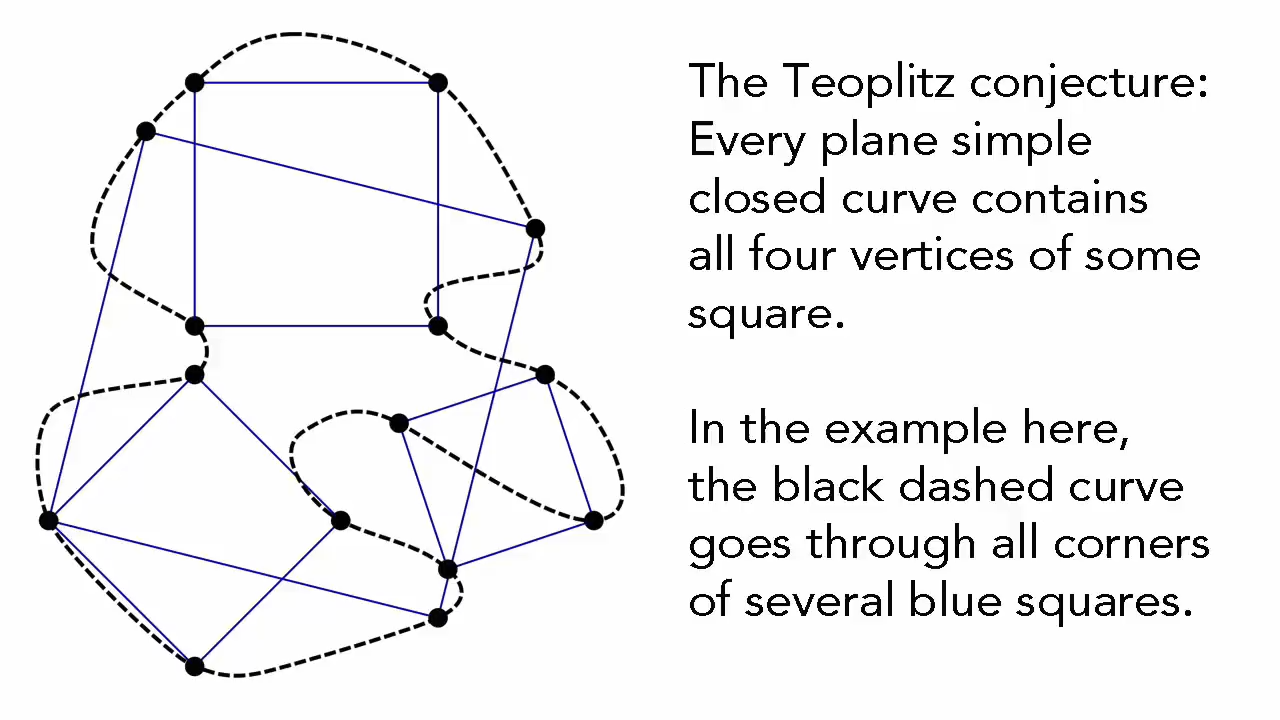 The Teoplitz conjecture:
Every plane simple
closed curve contains
all four vertices of some
square.
In the example here,
the black dashed curve
goes through all corners
of several blue squares.